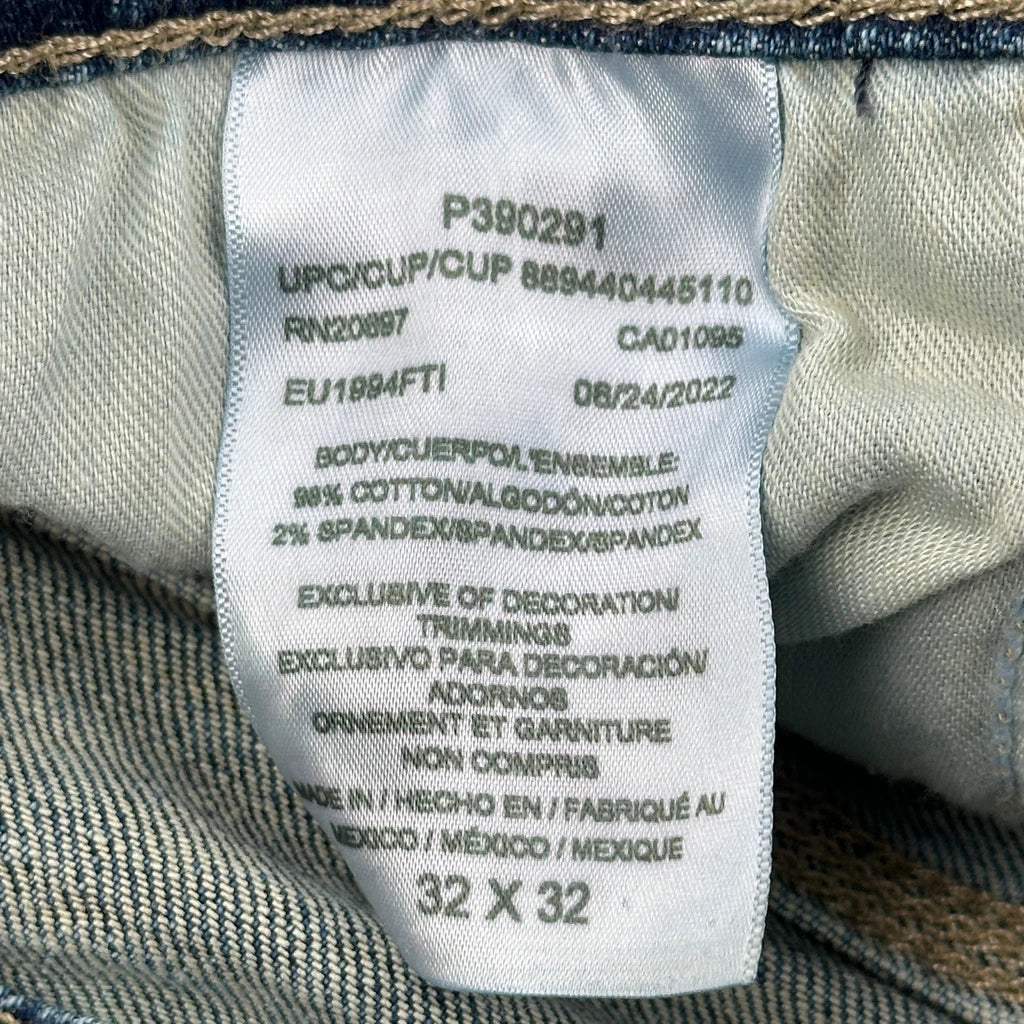 P390291
UPC/CUP/CUP 889440445110
RN20697 CA01095
EU1994FTI 06/24/2022
BODY/CUERPO/L'ENSEMBLE:
98% COTTON/ALGODÓN/COTON
2% SPANDEX/SPANDEX/SPANDEX
EXCLUSIVE OF DECORATION/
TRIMMINGS
EXCLUSIVO PARA DECORACIÓN/
ADORNOS
ORNEMENT ET GARNITURE
NON COMPRIS
MADE IN / HECHO EN / FABRIQUÉ AU
MEXICO / MÉXICO / MEXIQUE
32 X 32